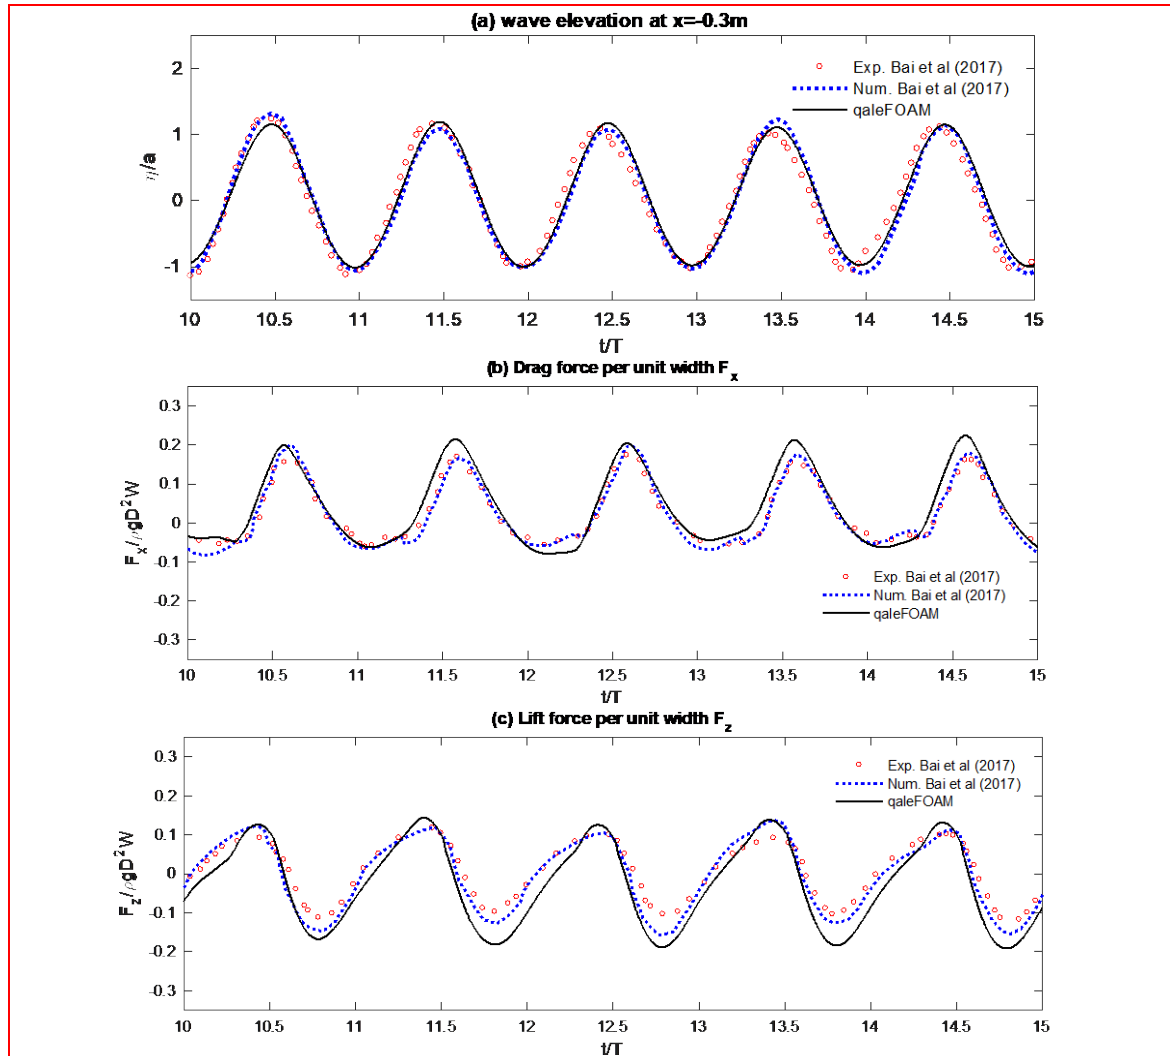 (a) wave elevation at x=-0.3m
2
1
0
-1
η/a
Exp. Bai et al (2017)
Num. Bai et al (2017)
qaleFOAM
10 10.5 11 11.5 12 12.5 13 13.5 14 14.5 15
t/T
(b) Drag force per unit width F_x
0.3
0.2
0.1
0
-0.1
-0.2
-0.3
F_x/ρgD²W
Exp. Bai et al (2017)
Num. Bai et al (2017)
qaleFOAM
10 10.5 11 11.5 12 12.5 13 13.5 14 14.5 15
t/T
(c) Lift force per unit width F_z
0.3
0.2
0.1
0
-0.1
-0.2
-0.3
F_z/ρgD²W
Exp. Bai et al (2017)
Num. Bai et al (2017)
qaleFOAM
10 10.5 11 11.5 12 12.5 13 13.5 14 14.5 15
t/T